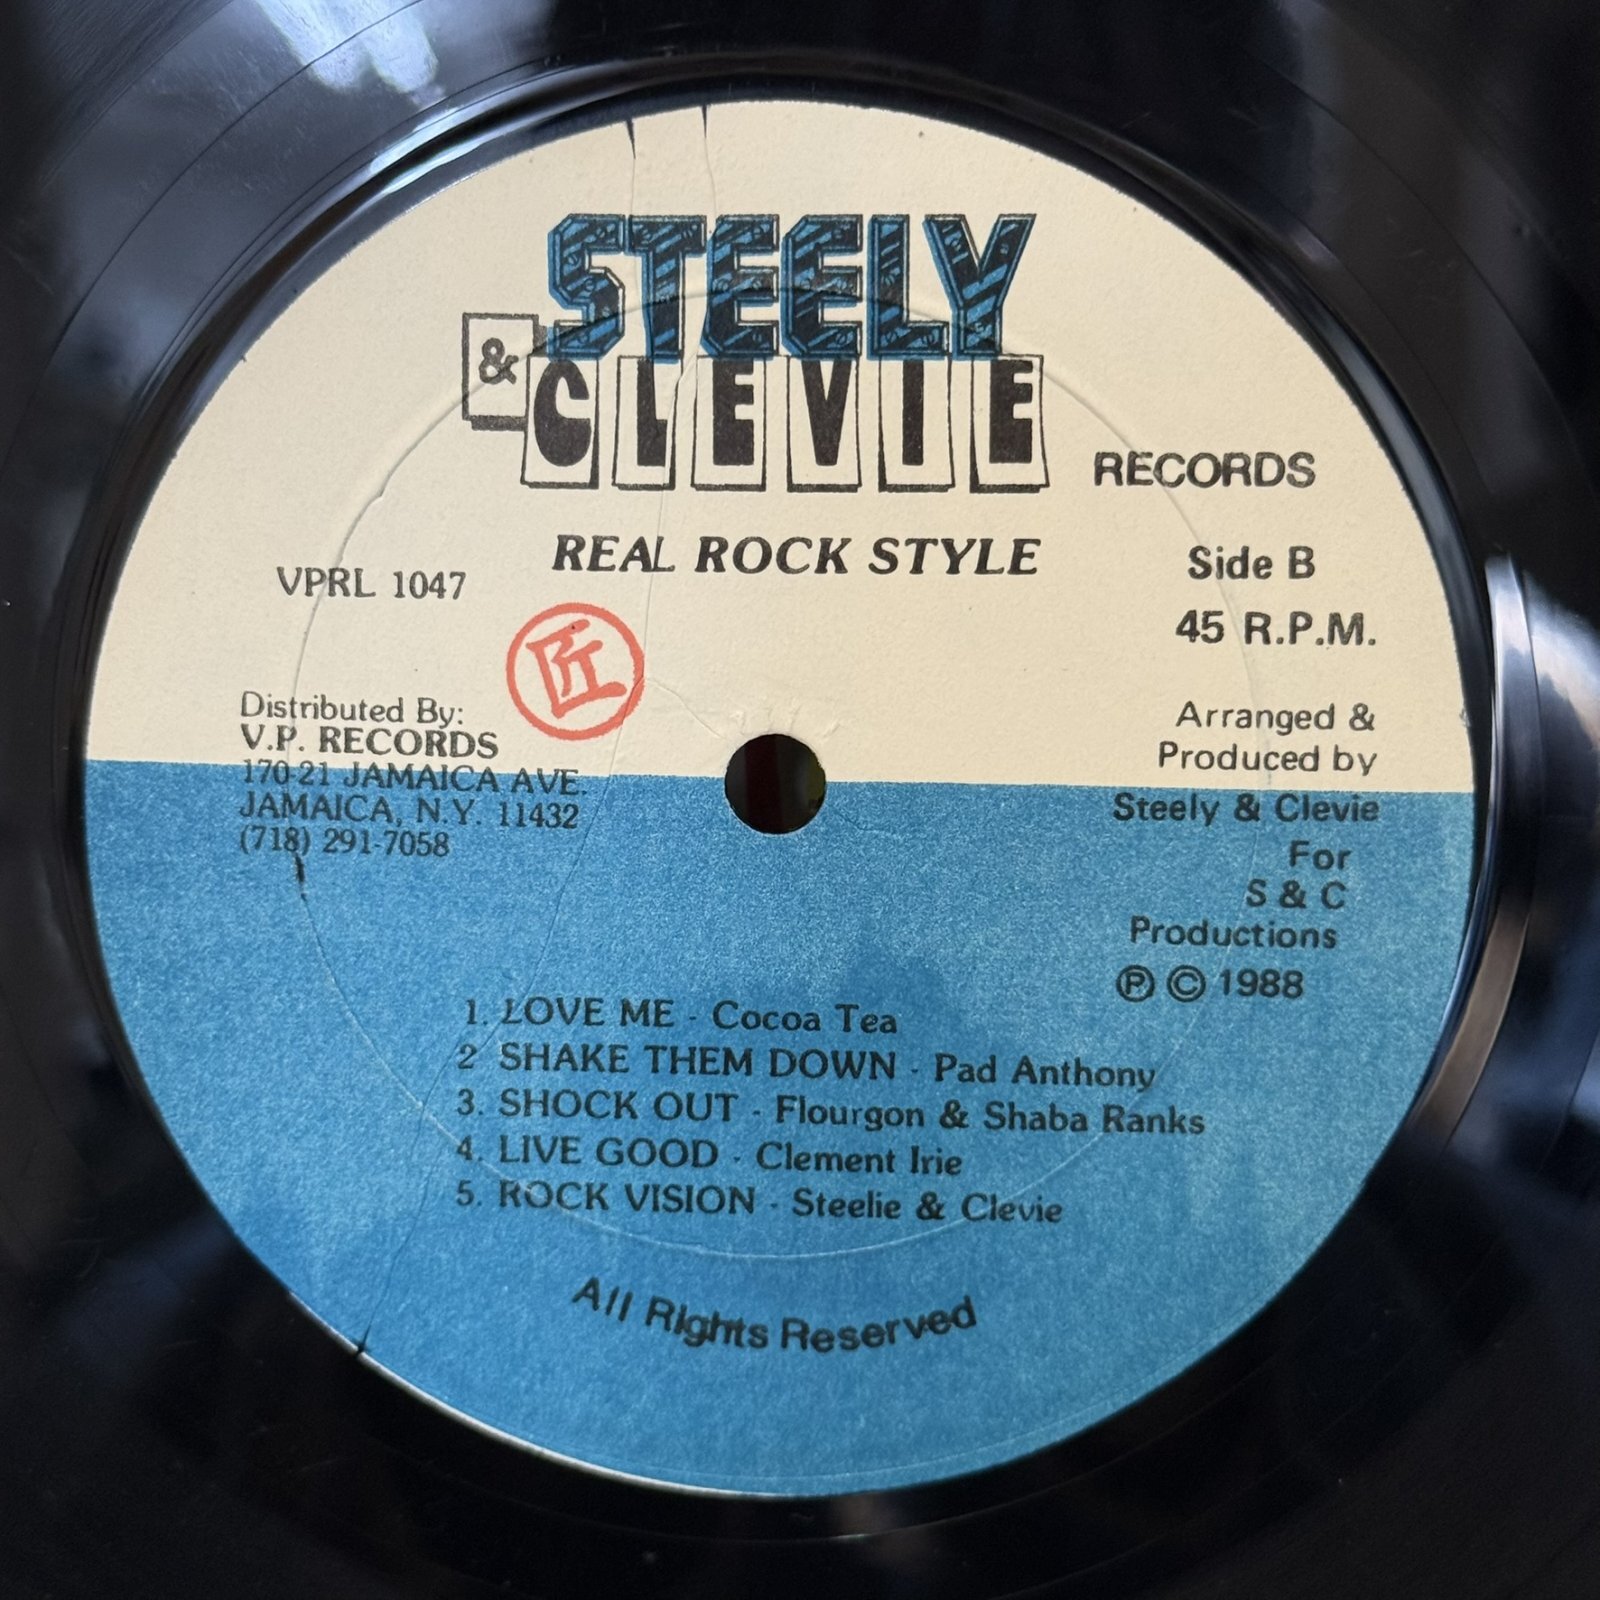 STEELY
& CLEVIE
RECORDS
REAL ROCK STYLE
VPRL 1047
Side B
45 R.P.M.
匠
Distributed By:
V.P. RECORDS
170-21 JAMAICA AVE.
JAMAICA, N.Y. 11432
(718) 291-7058
Arranged &
Produced by
Steely & Clevie
For
S & C
Productions
Ⓟ © 1988
1. LOVE ME - Cocoa Tea
2 SHAKE THEM DOWN - Pad Anthony
3. SHOCK OUT - Flourgon & Shaba Ranks
4. LIVE GOOD - Clement Irie
5. ROCK VISION - Steelie & Clevie
All Rights Reserved